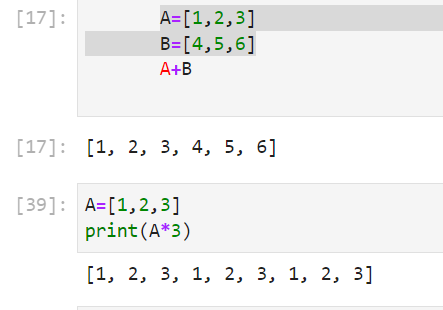 [17]: A=[1,2,3]
B=[4,5,6]
A+B
[17]: [1, 2, 3, 4, 5, 6]
[39]: A=[1,2,3]
print(A*3)
[1, 2, 3, 1, 2, 3, 1, 2, 3]